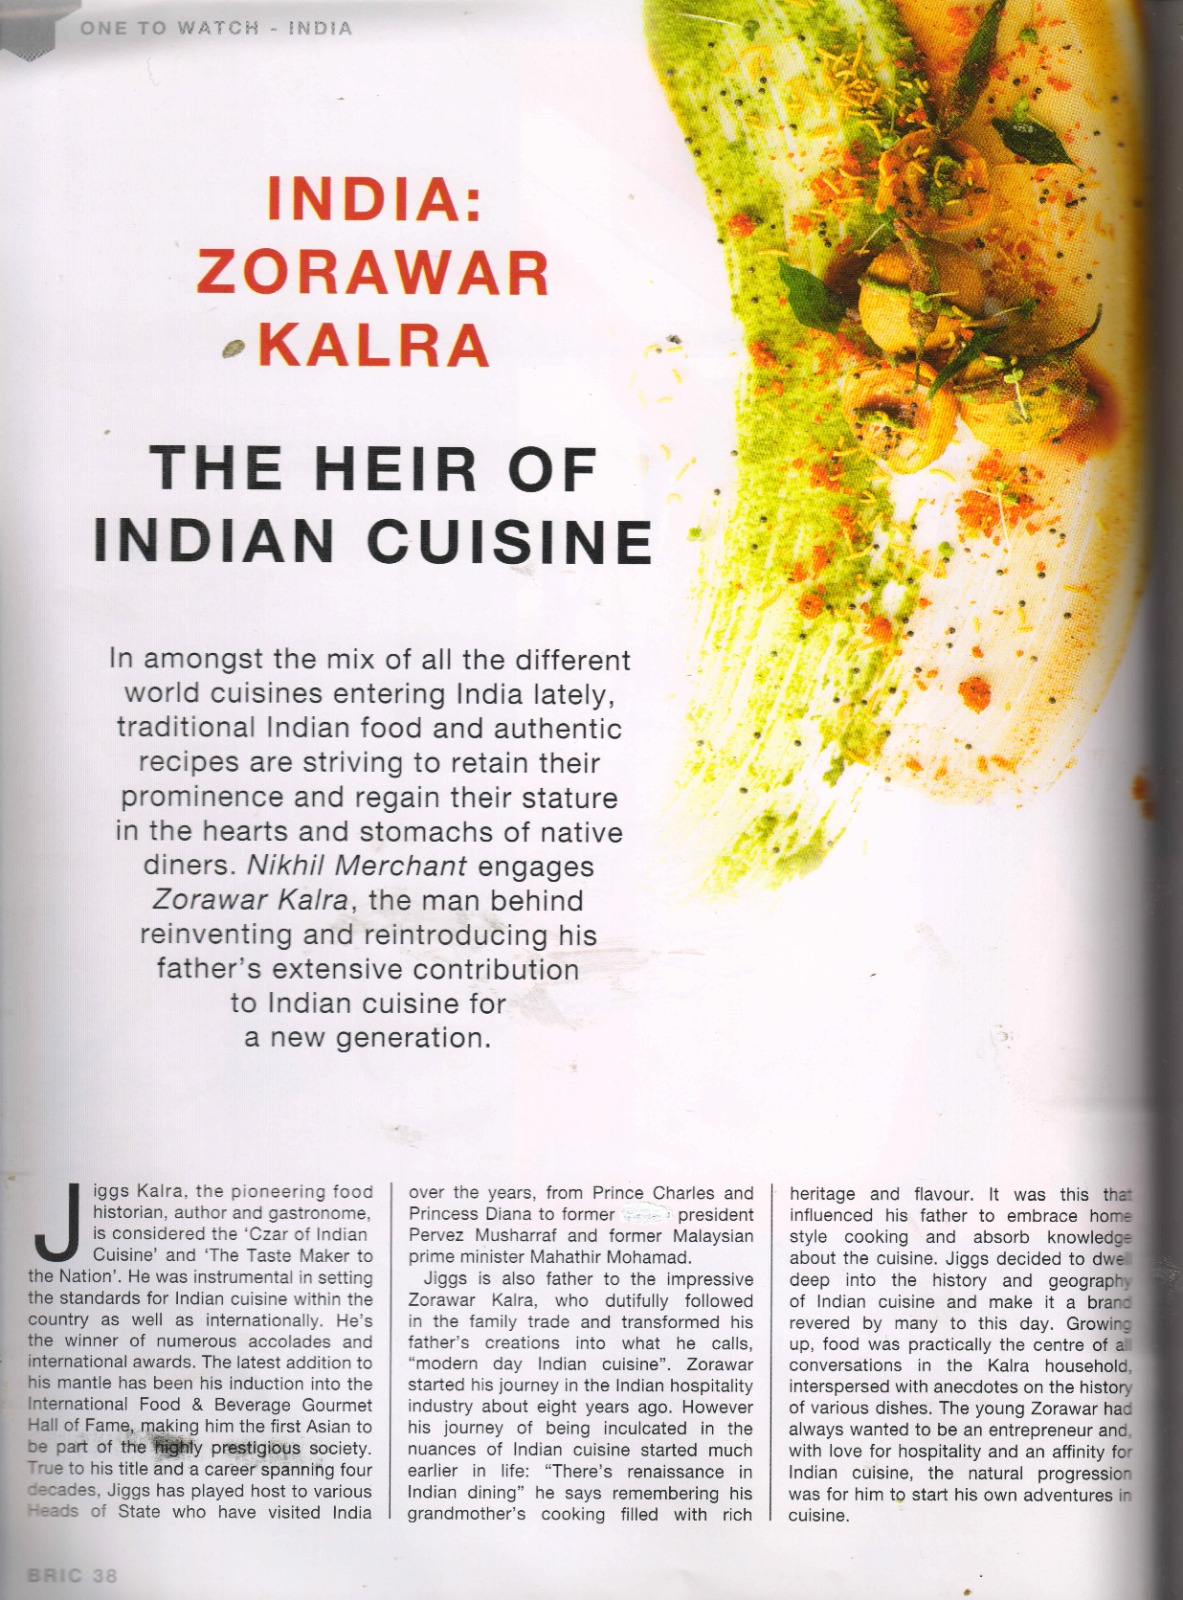 ONE TO WATCH - INDIA
INDIA:
ZORAWAR
KALRA
THE HEIR OF
INDIAN CUISINE
In amongst the mix of all the different
world cuisines entering India lately,
traditional Indian food and authentic
recipes are striving to retain their
prominence and regain their stature
in the hearts and stomachs of native
diners. Nikhil Merchant engages
Zorawar Kalra, the man behind
reinventing and reintroducing his
father's extensive contribution
to Indian cuisine for
a new generation.
Jiggs Kalra, the pioneering food
historian, author and gastronome,
is considered the 'Czar of Indian
Cuisine' and 'The Taste Maker to
the Nation'. He was instrumental in setting
the standards for Indian cuisine within the
country as well as internationally. He's
the winner of numerous accolades and
international awards. The latest addition to
his mantle has been his induction into the
International Food & Beverage Gourmet
Hall of Fame, making him the first Asian to
be part of the highly prestigious society.
True to his title and a career spanning four
decades, Jiggs has played host to various
Heads of State who have visited India
over the years, from Prince Charles and
Princess Diana to former president
Pervez Musharraf and former Malaysian
prime minister Mahathir Mohamad.
Jiggs is also father to the impressive
Zorawar Kalra, who dutifully followed
in the family trade and transformed his
father's creations into what he calls,
"modern day Indian cuisine". Zorawar
started his journey in the Indian hospitality
industry about eight years ago. However
his journey of being inculcated in the
nuances of Indian cuisine started much
earlier in life: "There's renaissance in
Indian dining" he says remembering his
grandmother's cooking filled with rich
heritage and flavour. It was this that
influenced his father to embrace home
style cooking and absorb knowledge
about the cuisine. Jiggs decided to dwell
deep into the history and geography
of Indian cuisine and make it a brand
revered by many to this day. Growing
up, food was practically the centre of all
conversations in the Kalra household,
interspersed with anecdotes on the history
of various dishes. The young Zorawar had
always wanted to be an entrepreneur and,
with love for hospitality and an affinity for
Indian cuisine, the natural progression
was for him to start his own adventures in
cuisine.
BRIC 38